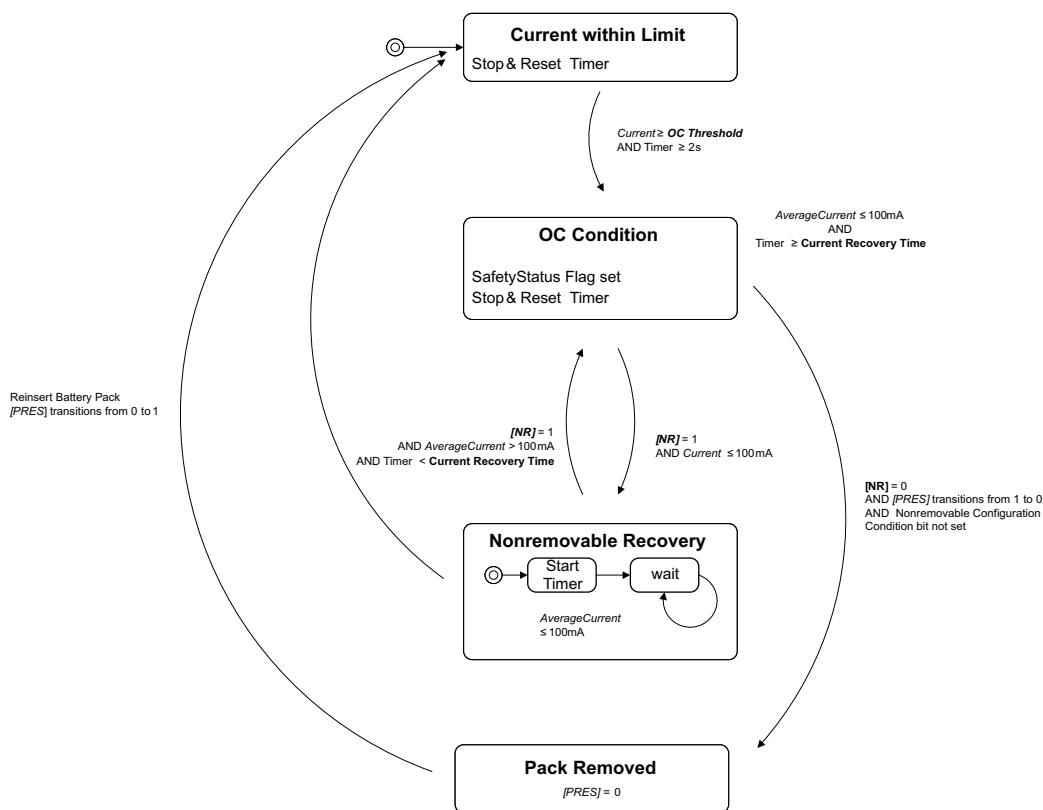 Current within Limit
Stop & Reset Timer
Current ≥ OC Threshold
AND Timer ≥ 2s
OC Condition
SafetyStatus Flag set
Stop & Reset Timer
AverageCurrent ≤ 100mA
AND
Timer ≥ Current Recovery Time
Reinsert Battery Pack
[PRES] transitions from 0 to 1
[NR] = 1
AND AverageCurrent > 100mA
AND Timer < Current Recovery Time
[NR] = 1
AND Current ≤ 100mA
[NR] = 0
AND [PRES] transitions from 1 to 0
AND Nonremovable Configuration
Condition bit not set
Nonremovable Recovery
Start
Timer
wait
AverageCurrent
≤ 100mA
Pack Removed
[PRES] = 0